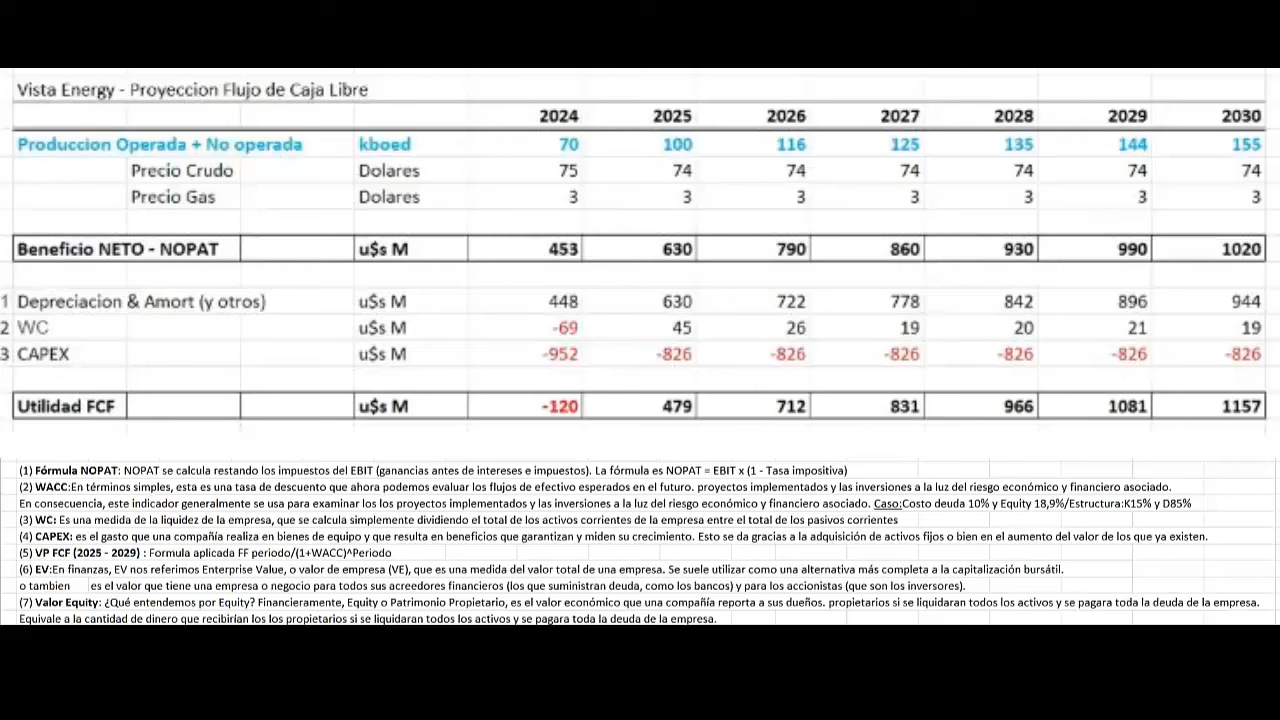 Vista Energy - Proyeccion Flujo de Caja Libre
2024 2025 2026 2027 2028 2029 2030
Produccion Operada + No operada kboed 70 100 116 125 135 144 155
Precio Crudo Dolares 75 74 74 74 74 74 74
Precio Gas Dolares 3 3 3 3 3 3 3
Beneficio NETO - NOPAT u$s M 453 630 790 860 930 990 1020
1 Depreciacion & Amort (y otros) u$s M 448 630 722 778 842 896 944
2 WC u$s M -69 45 26 19 20 21 19
3 CAPEX u$s M -952 -826 -826 -826 -826 -826 -826
Utilidad FCF u$s M -120 479 712 831 966 1081 1157
(1) Fórmula NOPAT: NOPAT se calcula restando los impuestos del EBIT (ganancias antes de intereses e impuestos). La fórmula es NOPAT = EBIT x (1 - Tasa impositiva)
(2) WACC:En términos simples, esta es una tasa de descuento que ahora podemos evaluar los flujos de efectivo esperados en el futuro. proyectos implementados y las inversiones a la luz del riesgo económico y financiero asociado.
En consecuencia, este indicador generalmente se usa para examinar los los proyectos implementados y las inversiones a la luz del riesgo económico y financiero asociado. Caso:Costo deuda 10% y Equity 18,9%/Estructura:K15% y D85%
(3) WC: Es una medida de la liquidez de la empresa, que se calcula simplemente dividiendo el total de los activos corrientes de la empresa entre el total de los pasivos corrientes
(4) CAPEX: es el gasto que una compañía realiza en bienes de equipo y que resulta en beneficios que garantizan y miden su crecimiento. Esto se da gracias a la adquisición de activos fijos o bien en el aumento del valor de los que ya existen.
(5) VP FCF (2025 - 2029) : Formula aplicada FF periodo/(1+WACC)^Periodo
(6) EV:En finanzas, EV nos referimos Enterprise Value, o valor de empresa (VE), que es una medida del valor total de una empresa. Se suele utilizar como una alternativa más completa a la capitalización bursátil.
o tambien es el valor que tiene una empresa o negocio para todos sus acreedores financieros (los que suministran deuda, como los bancos) y para los accionistas (que son los inversores).
(7) Valor Equity: ¿Qué entendemos por Equity? Financieramente, Equity o Patrimonio Propietario, es el valor económico que una compañía reporta a sus dueños. propietarios si se liquidaran todos los activos y se pagara toda la deuda de la empresa.
Equivale a la cantidad de dinero que recibirían los los propietarios si se liquidaran todos los activos y se pagara toda la deuda de la empresa.